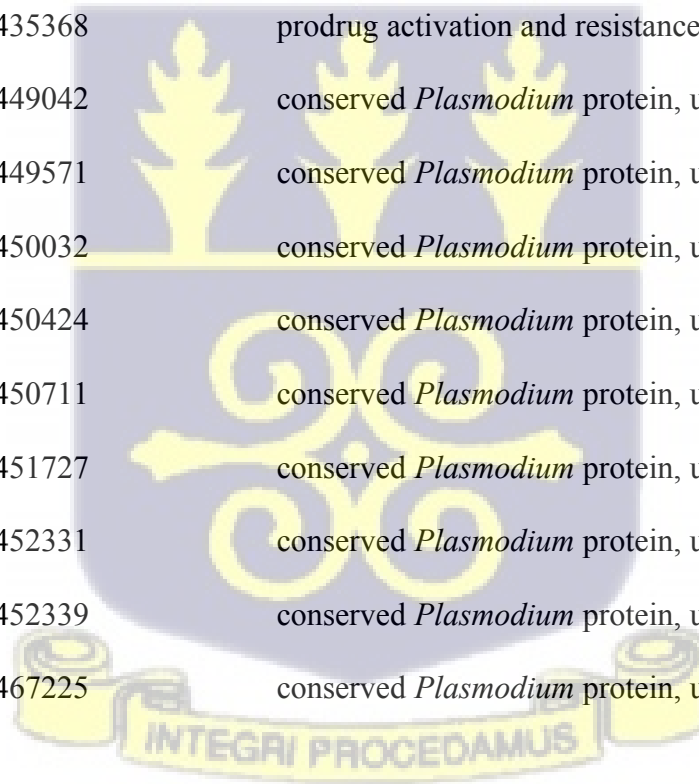 435368 prodrug activation and resistance
449042 conserved Plasmodium protein, u
449571 conserved Plasmodium protein, u
450032 conserved Plasmodium protein, u
450424 conserved Plasmodium protein, u
450711 conserved Plasmodium protein, u
451727 conserved Plasmodium protein, u
452331 conserved Plasmodium protein, u
452339 conserved Plasmodium protein, u
467225 conserved Plasmodium protein, u
INTEGRI PROCEDAMUS